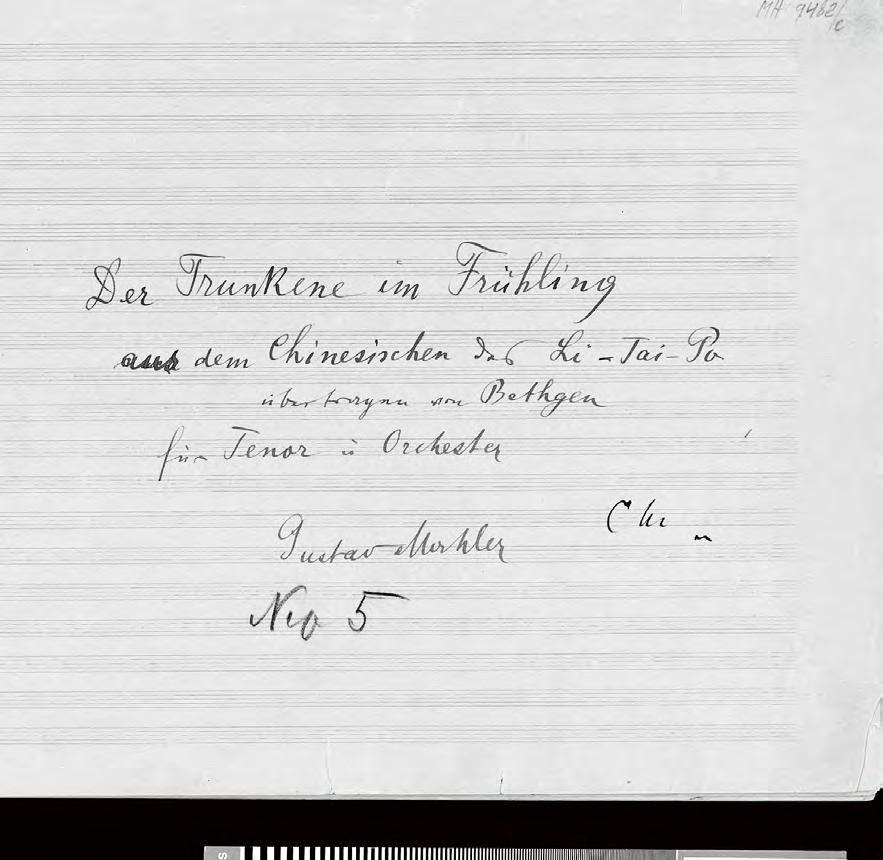 MH 9462/c
Der Trunkene im Frühling
aus dem Chinesischen des Li-Tai-Po
übertragen von Bethgen
für Tenor u Orchester
Gustav Mahler
Nro 5